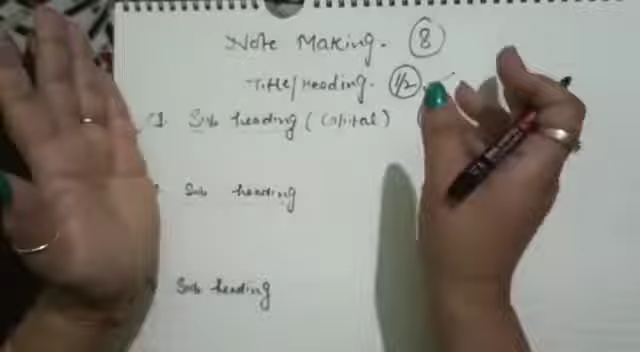 Note Making. 8
Title/Heading. 1/2
1. Sub heading (Capital)
Sub heading
Sub heading